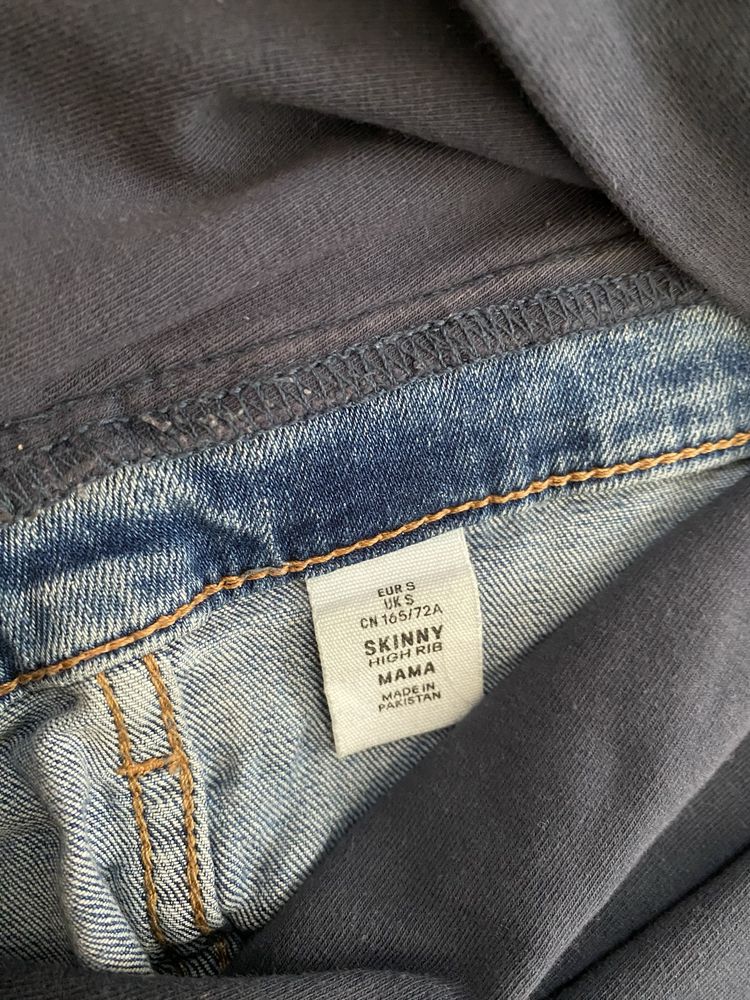 EUR S
UK S
CN 165/72A
SKINNY
HIGH RIB
MAMA
MADE IN
PAKISTAN